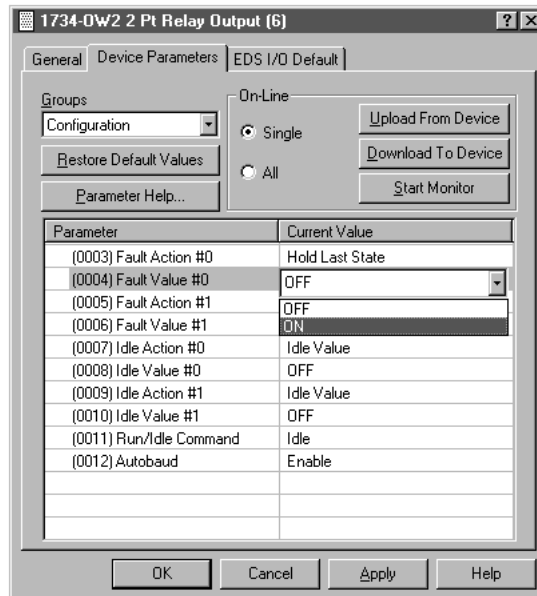 1734-OW2 2 Pt Relay Output (6)
General Device Parameters EDS I/O Default
Groups
Configuration
Restore Default Values
Parameter Help...
On-Line
Single
All
Upload From Device
Download To Device
Start Monitor
Parameter Current Value
(0003) Fault Action #0 Hold Last State
(0004) Fault Value #0 OFF
(0005) Fault Action #1 OFF
(0006) Fault Value #1 ON
(0007) Idle Action #0 Idle Value
(0008) Idle Value #0 OFF
(0009) Idle Action #1 Idle Value
(0010) Idle Value #1 OFF
(0011) Run/Idle Command Idle
(0012) Autobaud Enable
OK Cancel Apply Help